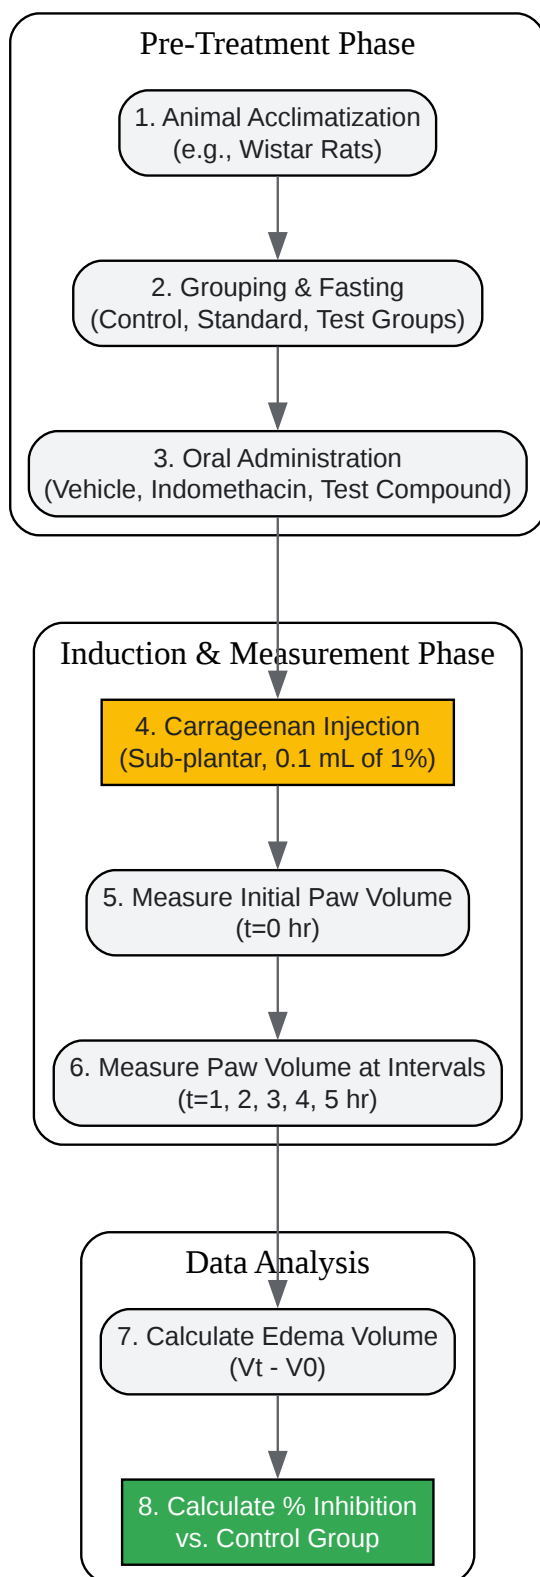 Pre-Treatment Phase
1. Animal Acclimatization
(e.g., Wistar Rats)
2. Grouping & Fasting
(Control, Standard, Test Groups)
3. Oral Administration
(Vehicle, Indomethacin, Test Compound)
Induction & Measurement Phase
4. Carrageenan Injection
(Sub-plantar, 0.1 mL of 1%)
5. Measure Initial Paw Volume
(t=0 hr)
6. Measure Paw Volume at Intervals
(t=1, 2, 3, 4, 5 hr)
Data Analysis
7. Calculate Edema Volume
(Vt - V0)
8. Calculate % Inhibition
vs. Control Group